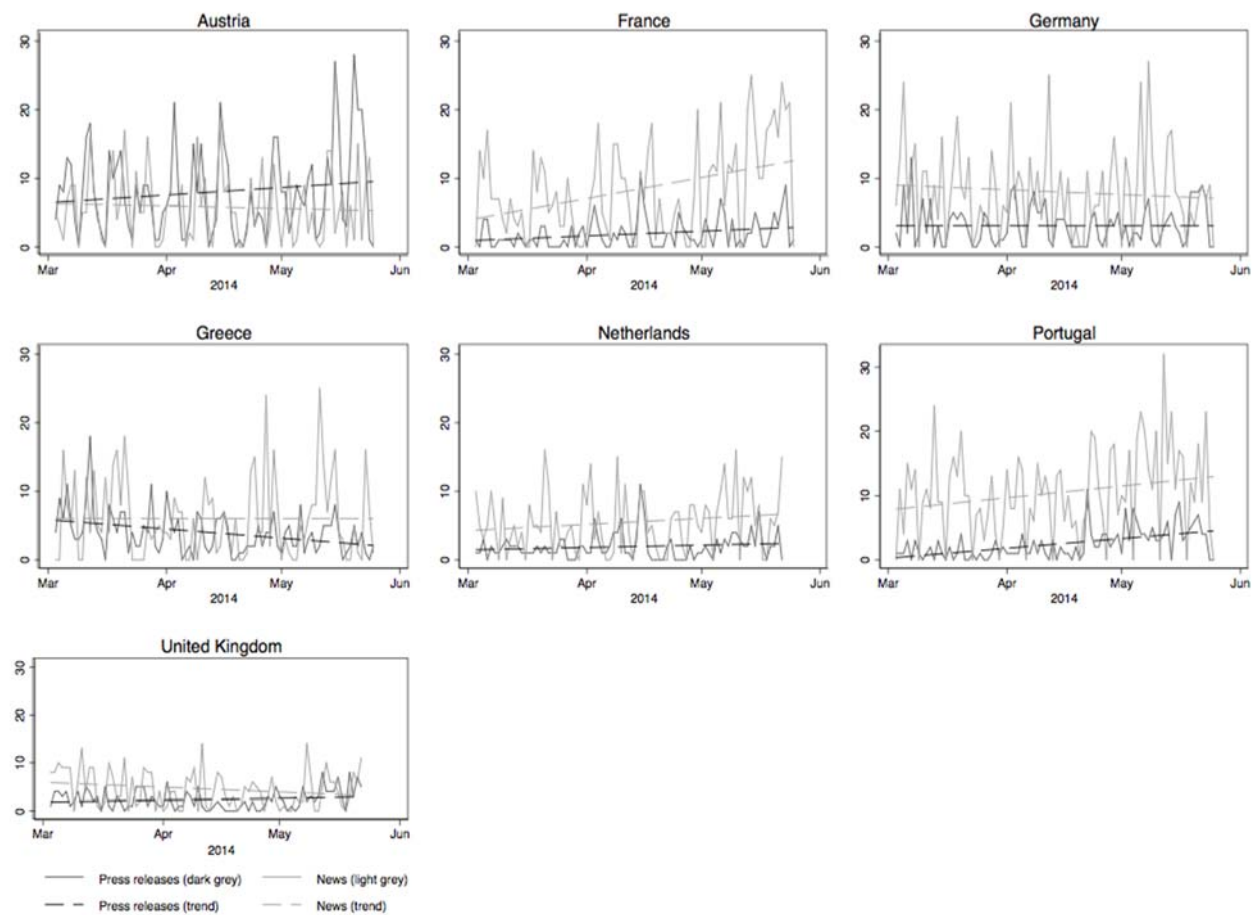 Austria
30
20
10
0
Mar Apr May Jun
2014
France
30
20
10
0
Mar Apr May Jun
2014
Germany
30
20
10
0
Mar Apr May Jun
2014
Greece
30
20
10
0
Mar Apr May Jun
2014
Netherlands
30
20
10
0
Mar Apr May Jun
2014
Portugal
30
20
10
0
Mar Apr May Jun
2014
United Kingdom
30
20
10
0
Mar Apr May Jun
2014
Press releases (dark grey) News (light grey)
Press releases (trend) News (trend)